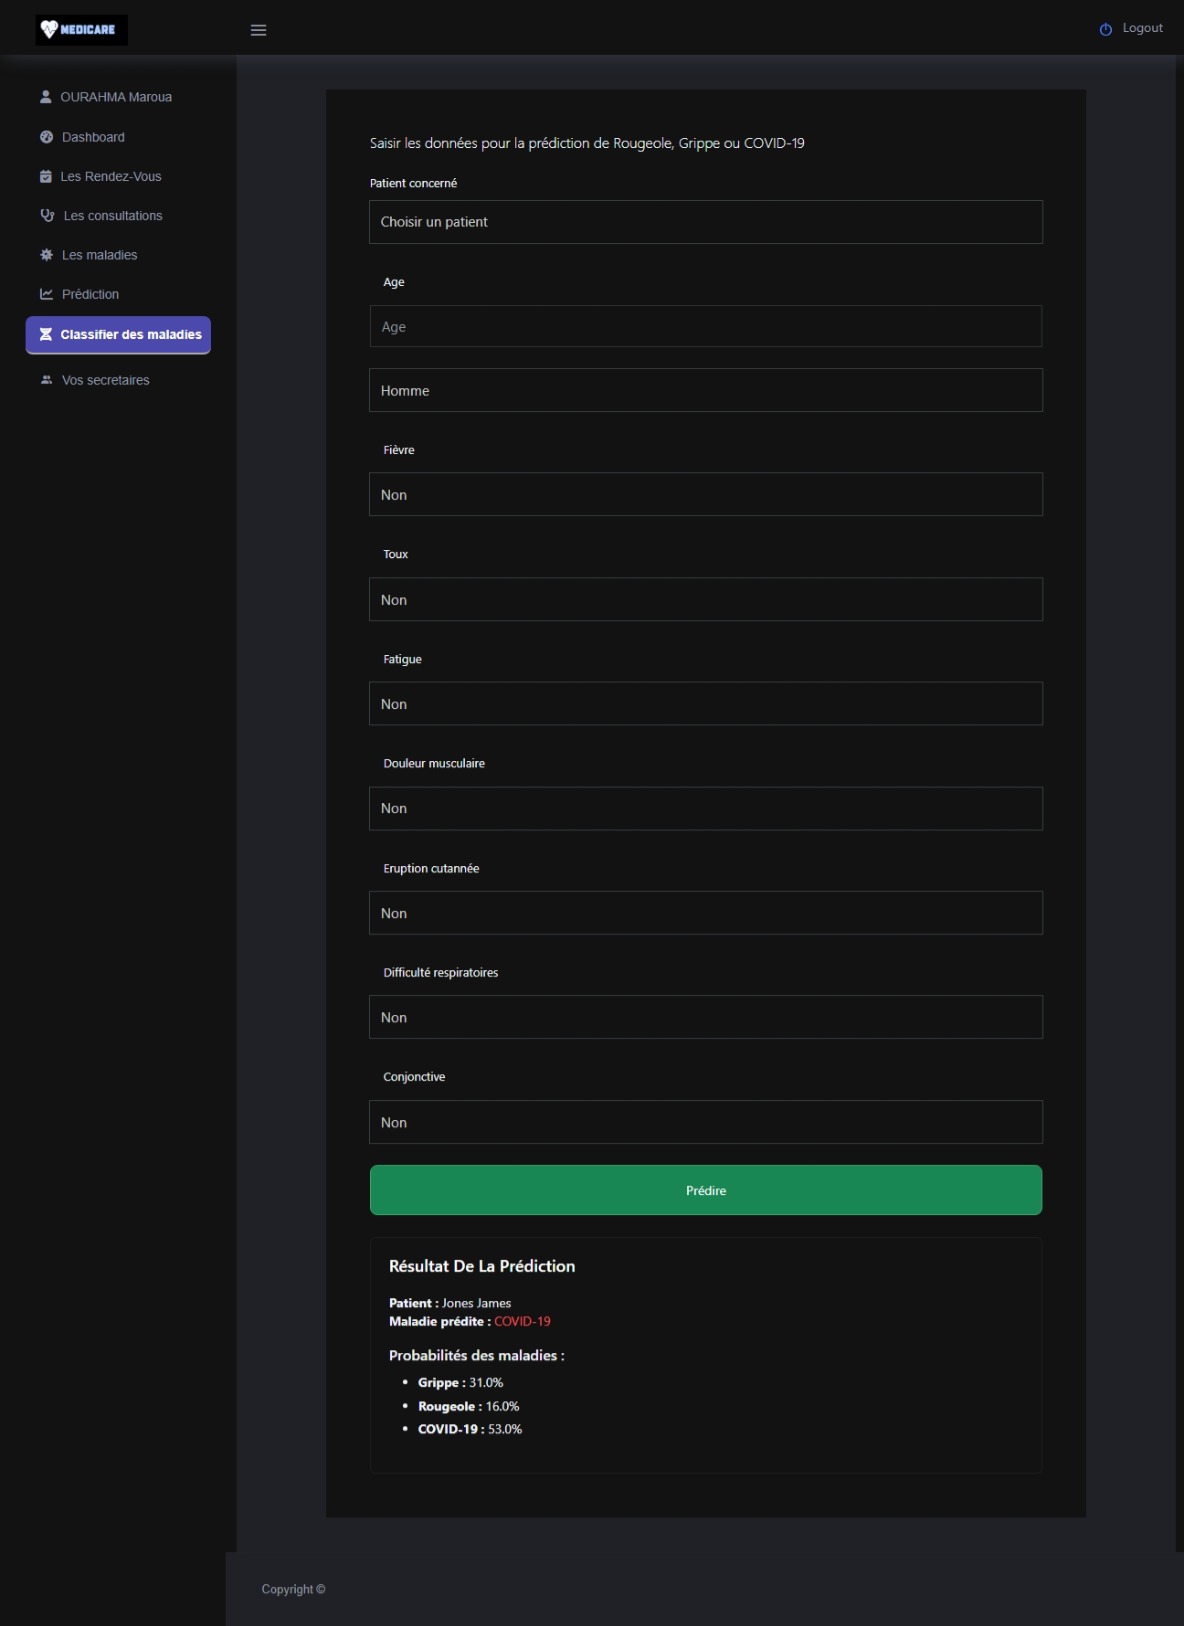 MEDICARE
Logout
OURAHMA Maroua
Dashboard
Les Rendez-Vous
Les consultations
Les maladies
Prédiction
Classifier des maladies
Vos secretaires
Saisir les données pour la prédiction de Rougeole, Grippe ou COVID-19
Patient concerné
Choisir un patient
Age
Age
Homme
Fièvre
Non
Toux
Non
Fatigue
Non
Douleur musculaire
Non
Eruption cutannée
Non
Difficulté respiratoires
Non
Conjonctive
Non
Prédire
Résultat De La Prédiction
Patient : Jones James
Maladie prédite : COVID-19
Probabilités des maladies :
• Grippe : 31.0%
• Rougeole : 16.0%
• COVID-19 : 53.0%
Copyright ©